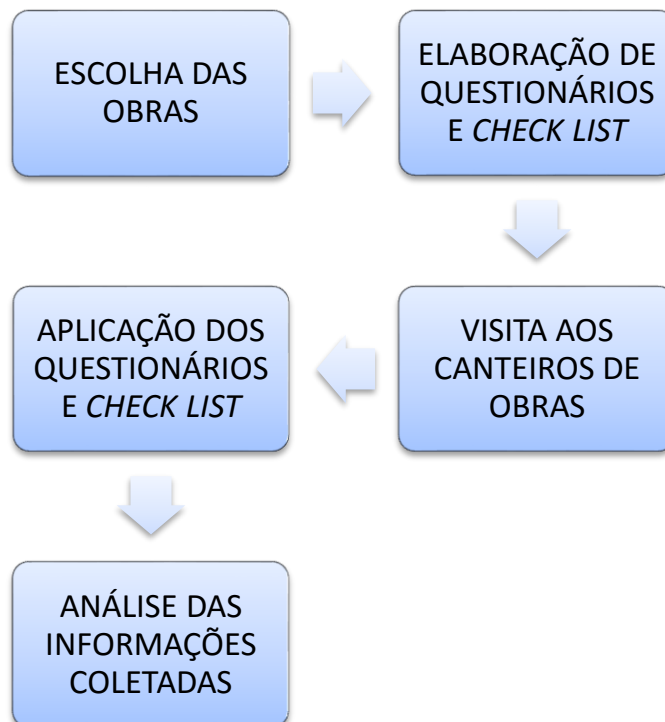 ESCOLHA DAS
OBRAS
ELABORAÇÃO DE
QUESTIONÁRIOS
E CHECK LIST
VISITA AOS
CANTEIROS DE
OBRAS
APLICAÇÃO DOS
QUESTIONÁRIOS
E CHECK LIST
ANÁLISE DAS
INFORMAÇÕES
COLETADAS